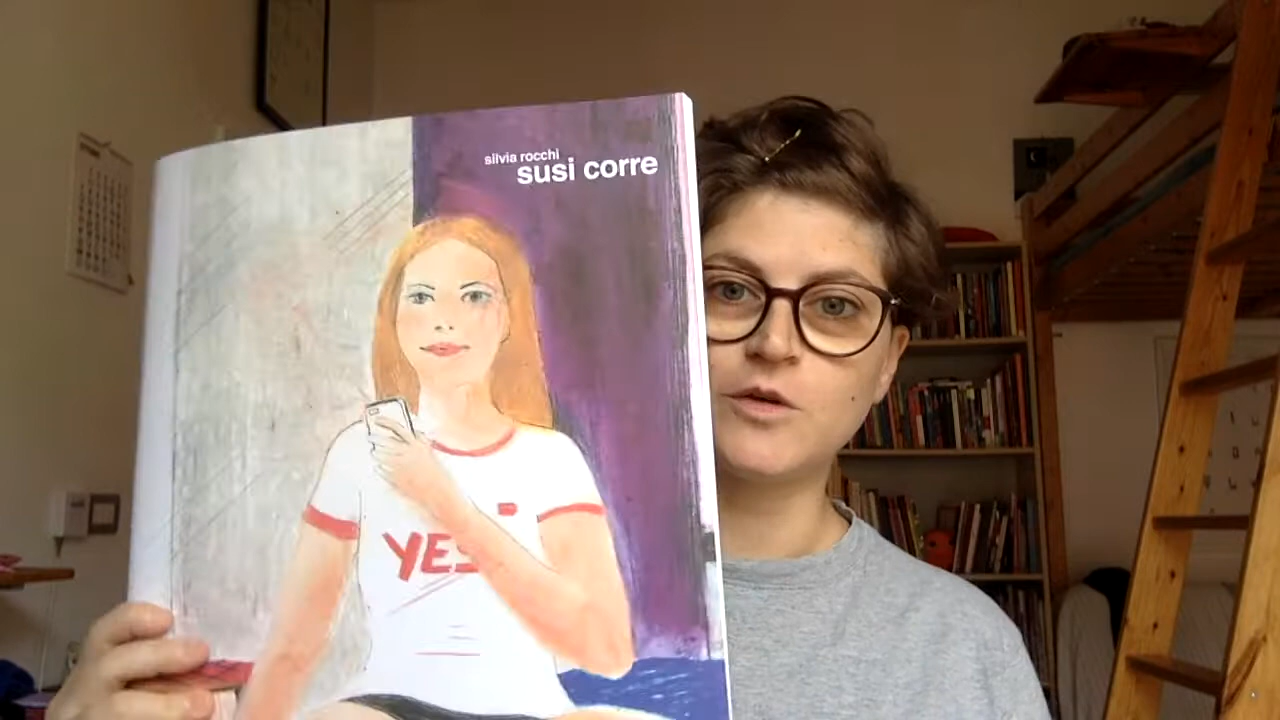 silvia rocchi
susi corre
YES